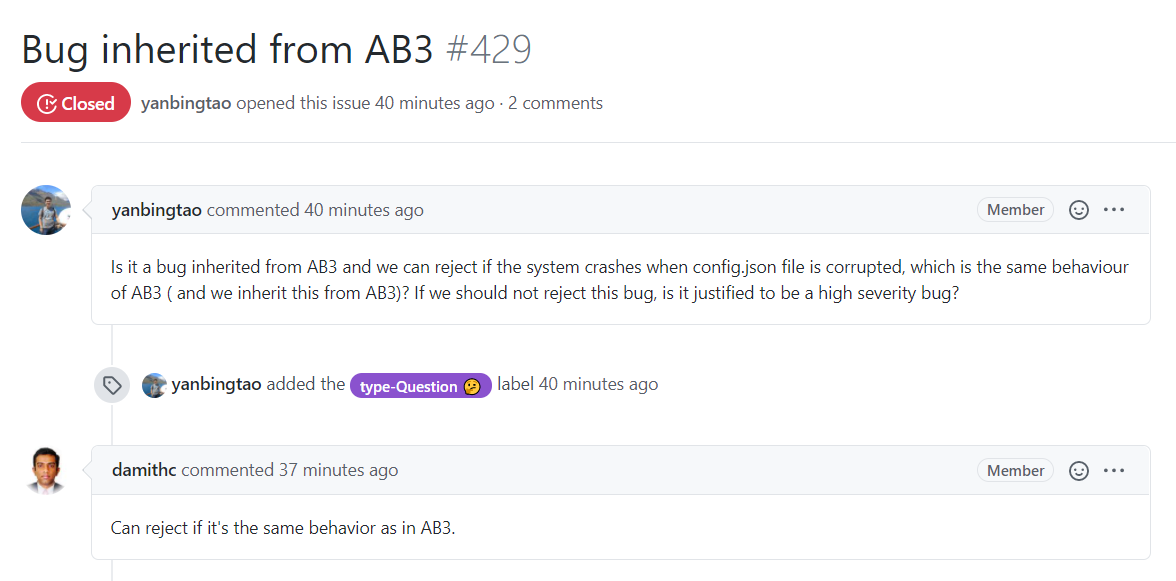 Bug inherited from AB3 #429
Closed yanbingtao opened this issue 40 minutes ago · 2 comments
yanbingtao commented 40 minutes ago Member
Is it a bug inherited from AB3 and we can reject if the system crashes when config.json file is corrupted, which is the same behaviour
of AB3 ( and we inherit this from AB3)? If we should not reject this bug, is it justified to be a high severity bug?
yanbingtao added the type-Question 🤔 label 40 minutes ago
damithc commented 37 minutes ago Member
Can reject if it's the same behavior as in AB3.